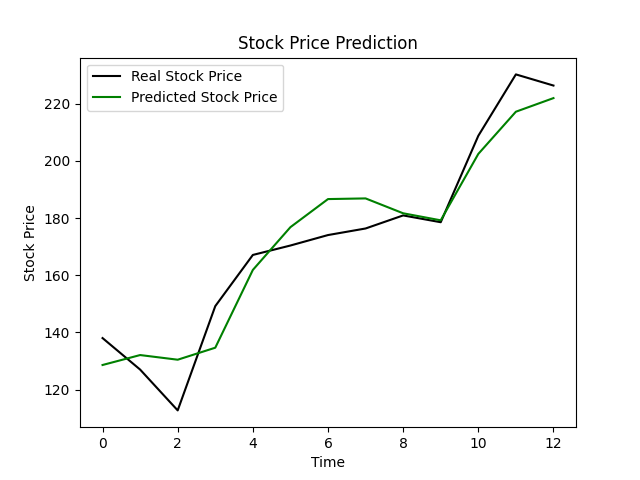 Stock Price Prediction
Real Stock Price
Predicted Stock Price
Stock Price
220
200
180
160
140
120
0 2 4 6 8 10 12
Time